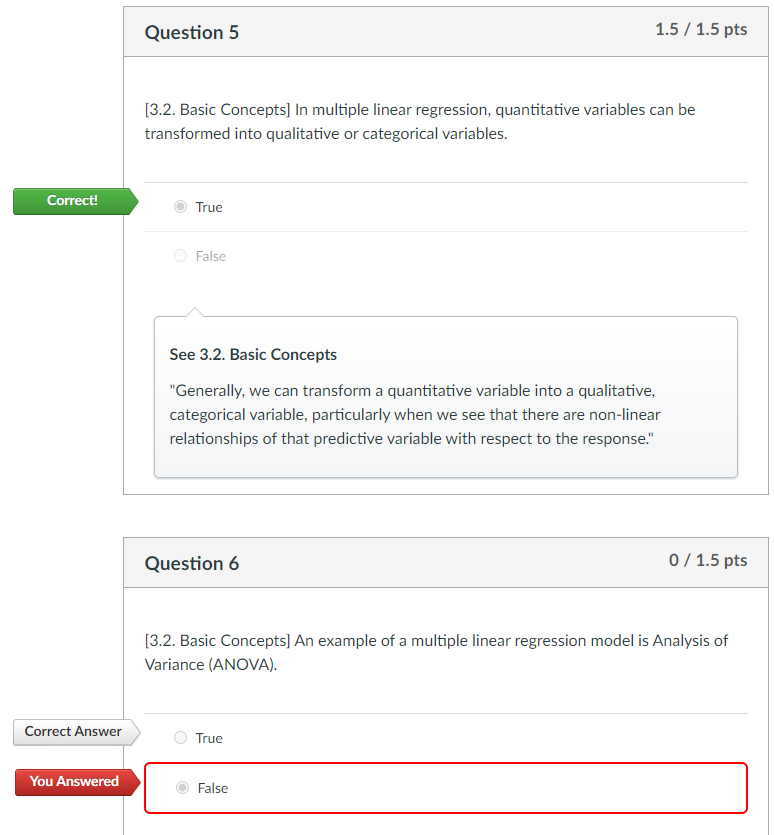 Question 5
1.5 / 1.5 pts
[3.2. Basic Concepts] In multiple linear regression, quantitative variables can be
transformed into qualitative or categorical variables.
Correct!
True
False
See 3.2. Basic Concepts
"Generally, we can transform a quantitative variable into a qualitative,
categorical variable, particularly when we see that there are non-linear
relationships of that predictive variable with respect to the response."
Question 6
0 / 1.5 pts
[3.2. Basic Concepts] An example of a multiple linear regression model is Analysis of
Variance (ANOVA).
Correct Answer
True
You Answered
False